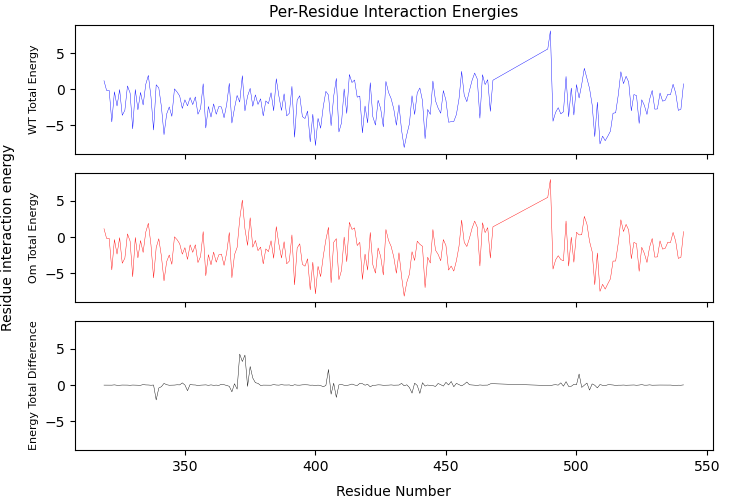 Per-Residue Interaction Energies
Residue interaction energy
WT Total Energy
5
0
−5
Om Total Energy
5
0
−5
Energy Total Difference
5
0
−5
350 400 450 500 550
Residue Number